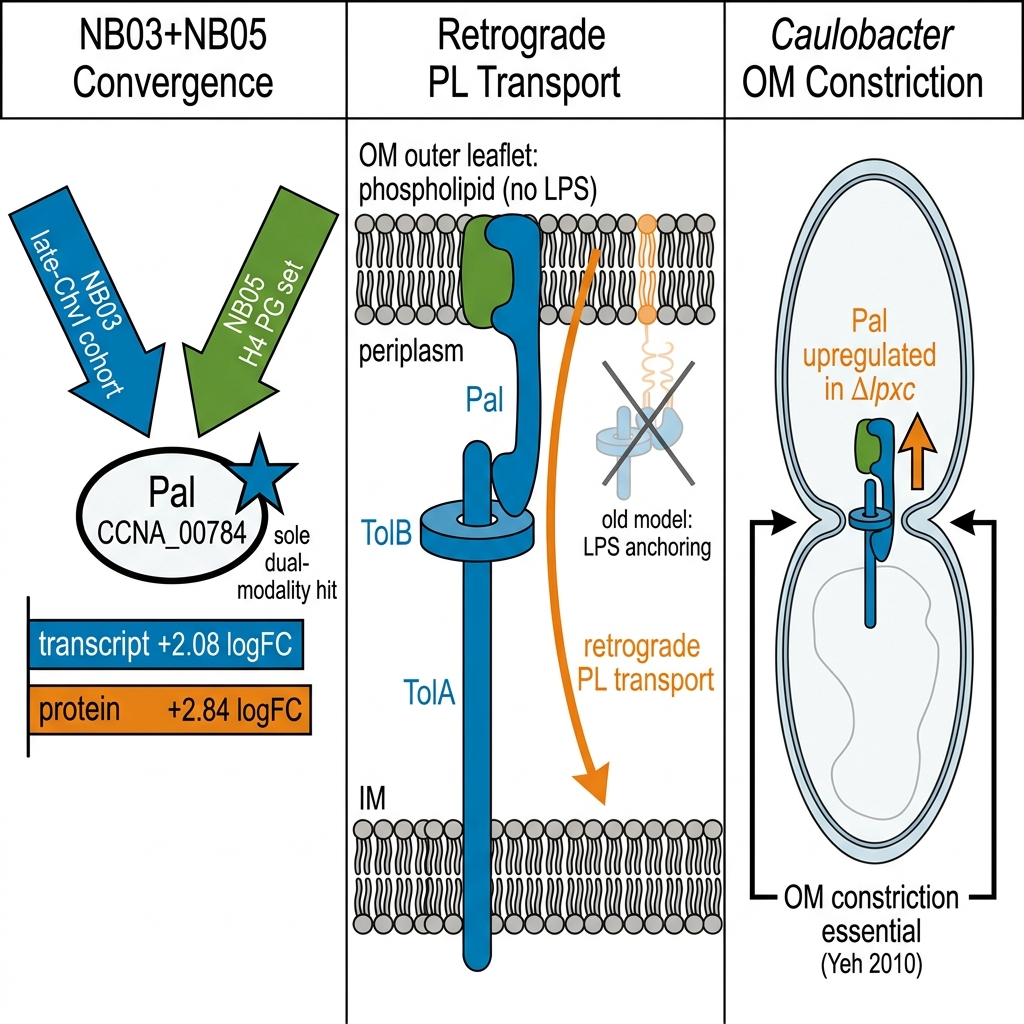 NB03+NB05
Convergence
Retrograde
PL Transport
Caulobacter
OM Constriction
NB03
late-ChvI cohort
NB05
H4 PG set
Pal
CCNA_00784
sole
dual-
modality hit
transcript +2.08 logFC
protein +2.84 logFC
OM outer leaflet:
phospholipid (no LPS)
periplasm
Pal
TolB
TolA
old model:
LPS anchoring
retrograde
PL transport
IM
Pal
upregulated
in Δlpxc
OM constriction
essential
(Yeh 2010)